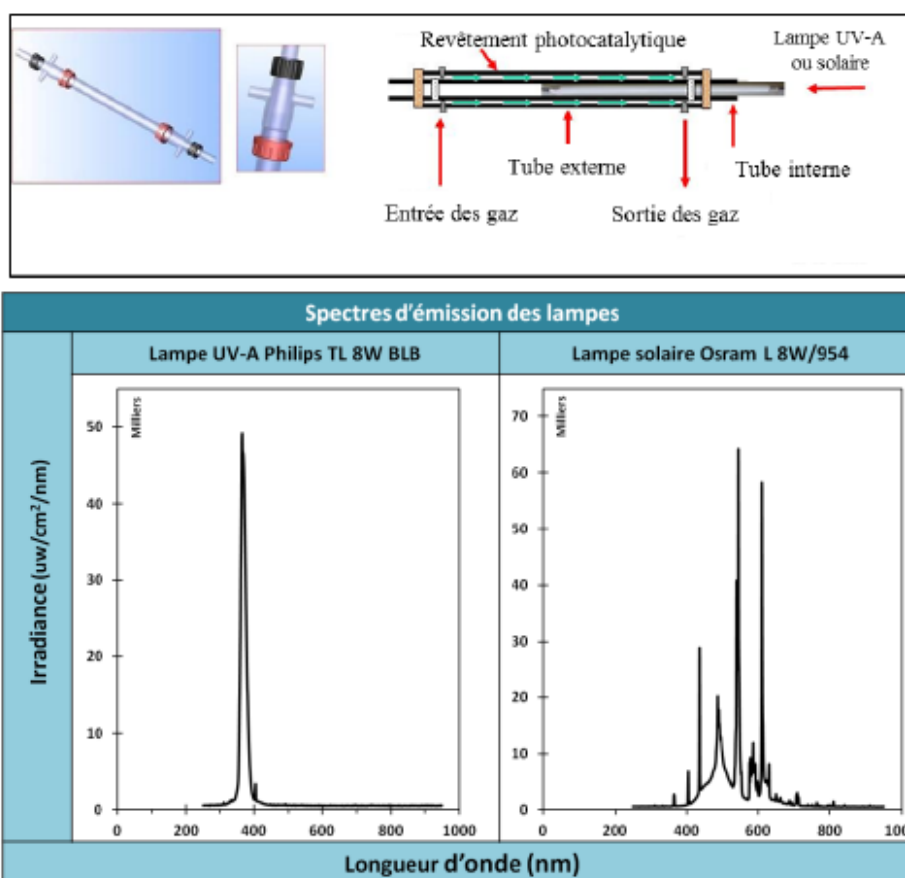 Revêtement photocatalytique
Lampe UV-A
ou solaire
Tube externe
Tube interne
Entrée des gaz
Sortie des gaz
Spectres d'émission des lampes
Lampe UV-A Philips TL 8W BLB
Lampe solaire Osram L 8W/954
Irradiance (uw/cm²/nm)
Milliers
50
40
30
20
10
0
0 200 400 600 800 1000
Milliers
70
60
50
40
30
20
10
0
0 200 400 600 800 100
Longueur d'onde (nm)